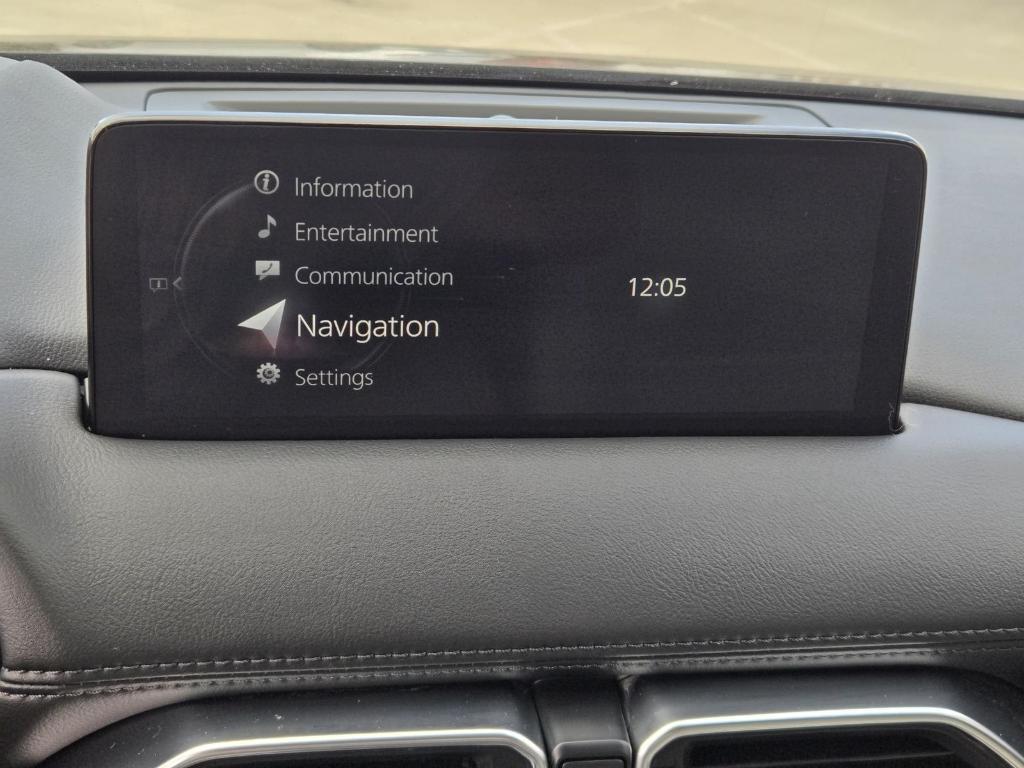 Information
Entertainment
Communication
12:05
Navigation
Settings